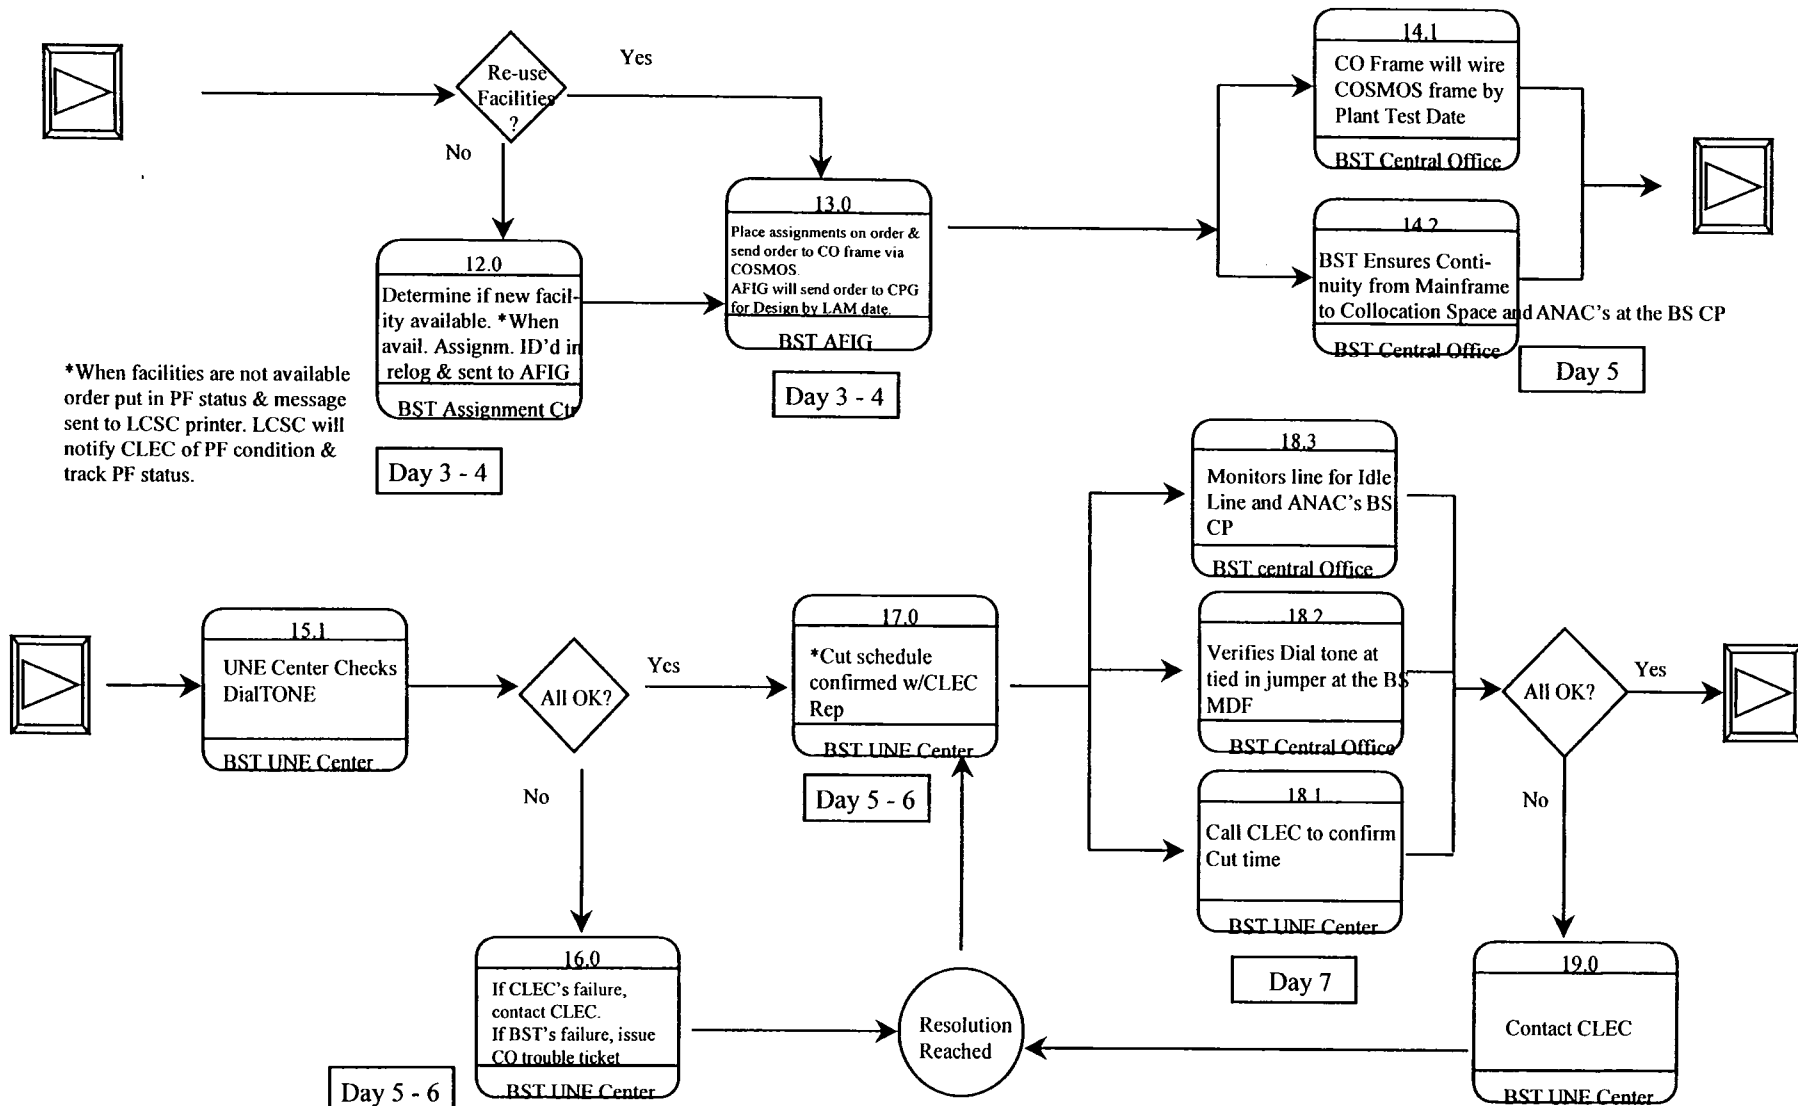 Re-use
Facilities
?
Yes
No
12.0
Determine if new facil-
ity available. *When
avail. Assignm. ID'd in
relog & sent to AFIG
BST Assignment Ctr
Day 3 - 4
*When facilities are not available
order put in PF status & message
sent to LCSC printer. LCSC will
notify CLEC of PF condition &
track PF status.
13.0
Place assignments on order &
send order to CO frame via
COSMOS.
AFIG will send order to CPG
for Design by LAM date.
BST AFIG
Day 3 - 4
14.1
CO Frame will wire
COSMOS frame by
Plant Test Date
BST Central Office
14.2
BST Ensures Conti-
nuity from Mainframe
to Collocation Space and ANAC's at the BS CP
BST Central Office
Day 5
15.1
UNE Center Checks
DialTONE
BST UNE Center
All OK?
Yes
No
16.0
If CLEC's failure,
contact CLEC.
If BST's failure, issue
CO trouble ticket
BST UNE Center
Day 5 - 6
17.0
*Cut schedule
confirmed w/CLEC
Rep
BST UNE Center
Day 5 - 6
Resolution
Reached
18.3
Monitors line for Idle
Line and ANAC's BS
CP
BST central Office
18.2
Verifies Dial tone at
tied in jumper at the BS
MDF
BST Central Office
18.1
Call CLEC to confirm
Cut time
BST UNE Center
Day 7
All OK?
Yes
No
19.0
Contact CLEC
BST UNE Center